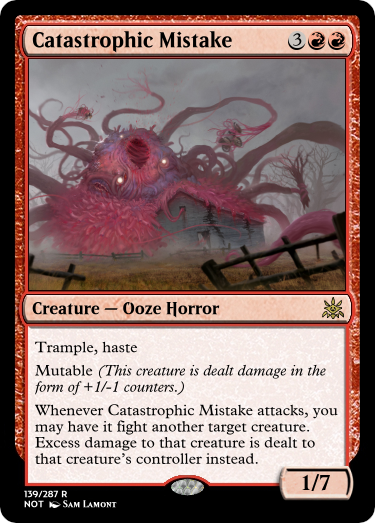 Catastrophic Mistake 3
Creature — Ooze Horror
Trample, haste
Mutable (This creature is dealt damage in the
form of +1/-1 counters.)
Whenever Catastrophic Mistake attacks, you
may have it fight another target creature.
Excess damage to that creature is dealt to
that creature's controller instead.
1/7
139/287 R
NOT Sam Lamont